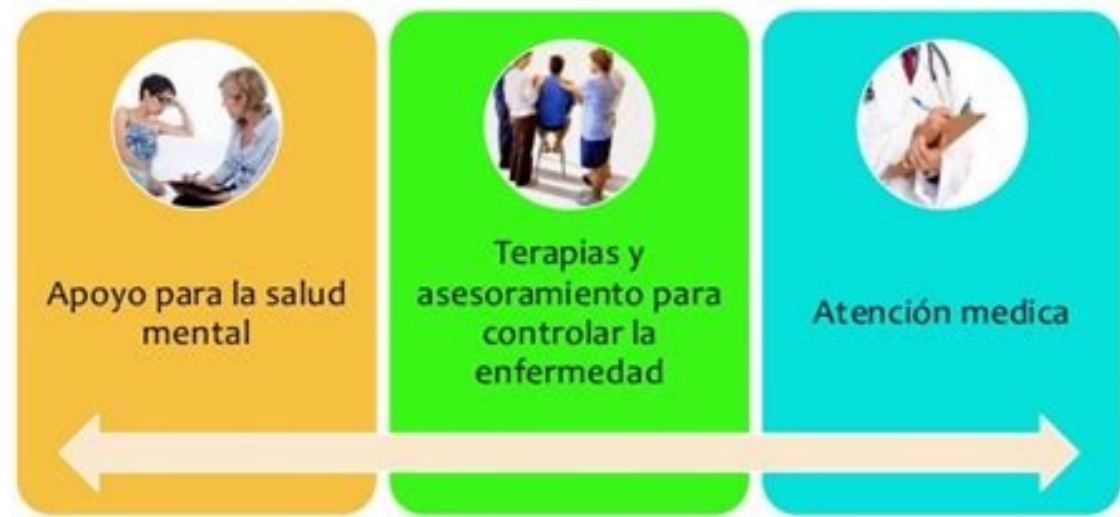 Apoyo para la salud
mental
Terapias y
asesoramiento para
controlar la
enfermedad
Atención medica